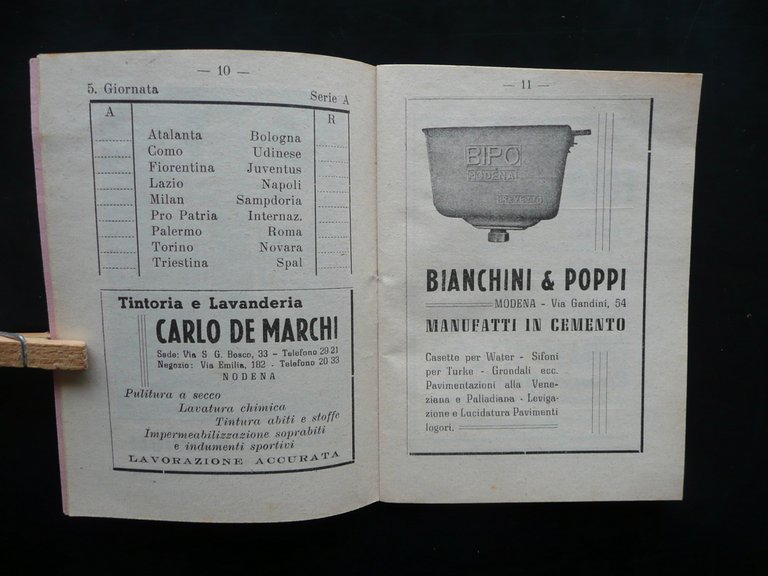 — 10 —
5. Giornata
Serie A
A
R
Atalanta Bologna
Como Udinese
Fiorentina Juventus
Lazio Napoli
Milan Sampdoria
Pro Patria Internaz.
Palermo Roma
Torino Novara
Triestina Spal
Tintoria e Lavanderia
CARLO DE MARCHI
Sede: Via S G. Bosco, 33 - Telefono 29 21
Negozio: Via Emilia, 182 - Telefono 20 33
NODENA
Pulitura a secco
Lavatura chimica
Tintura abiti e stoffe
Impermeabilizzazione soprabiti
e indumenti sportivi
LAVORAZIONE ACCURATA
— 11 —
BIPO
MODENA
BREVETTO
BIANCHINI & POPPI
MODENA - Via Gandini, 54
MANUFATTI IN CEMENTO
Casette per Water - Sifoni
per Turke - Grondali ecc.
Pavimentazioni alla Vene-
ziana e Palladiana - Leviga-
zione e Lucidatura Pavimenti
logori.